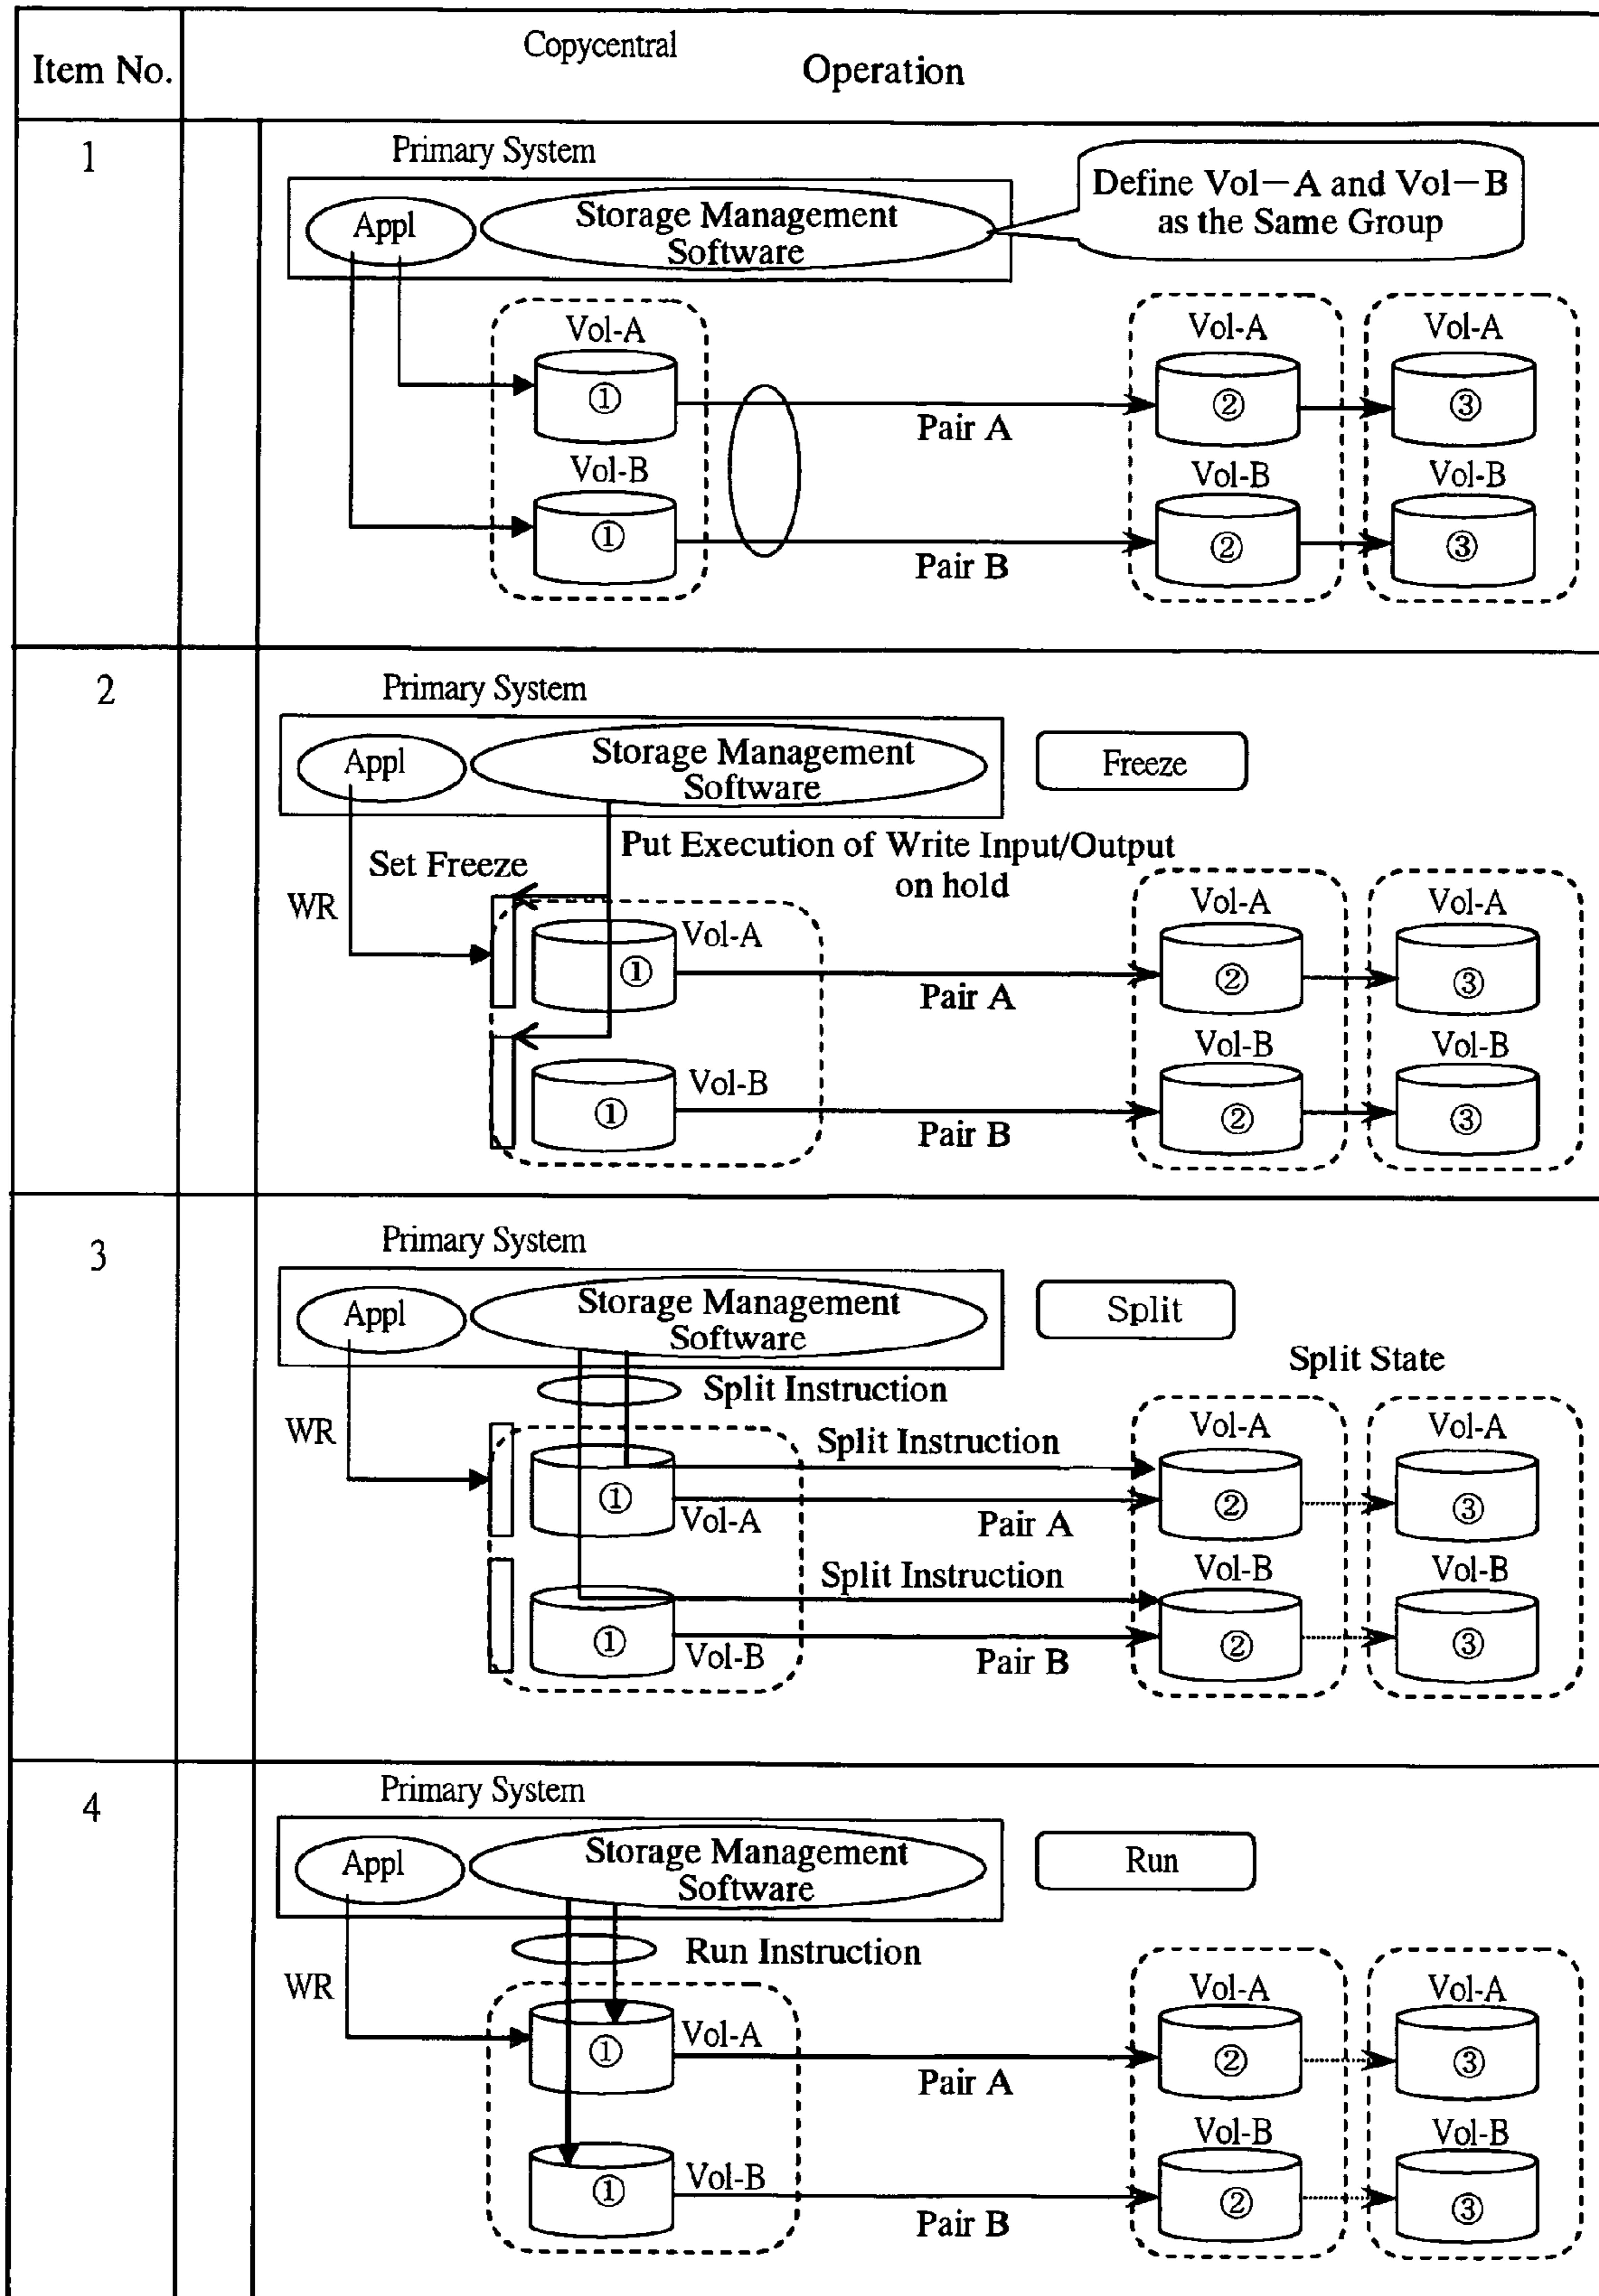 Copycentral
Item No.
Operation
1
Primary System
Appl
Storage Management
Software
Define Vol－A and Vol－B
as the Same Group
Vol-A
①
Vol-B
①
Pair A
Pair B
Vol-A
②
Vol-B
②
Vol-A
③
Vol-B
③
2
Primary System
Appl
Storage Management
Software
Freeze
Set Freeze
WR
Put Execution of Write Input/Output
on hold
Vol-A
①
Vol-B
①
Pair A
Pair B
Vol-A
②
Vol-B
②
Vol-A
③
Vol-B
③
3
Primary System
Appl
Storage Management
Software
Split
Split State
Split Instruction
WR
Split Instruction
①
Vol-A
Pair A
Split Instruction
①
Vol-B
Pair B
Vol-A
②
Vol-B
②
Vol-A
③
Vol-B
③
4
Primary System
Appl
Storage Management
Software
Run
Run Instruction
WR
Vol-A
①
Vol-B
①
Pair A
Pair B
Vol-A
②
Vol-B
②
Vol-A
③
Vol-B
③